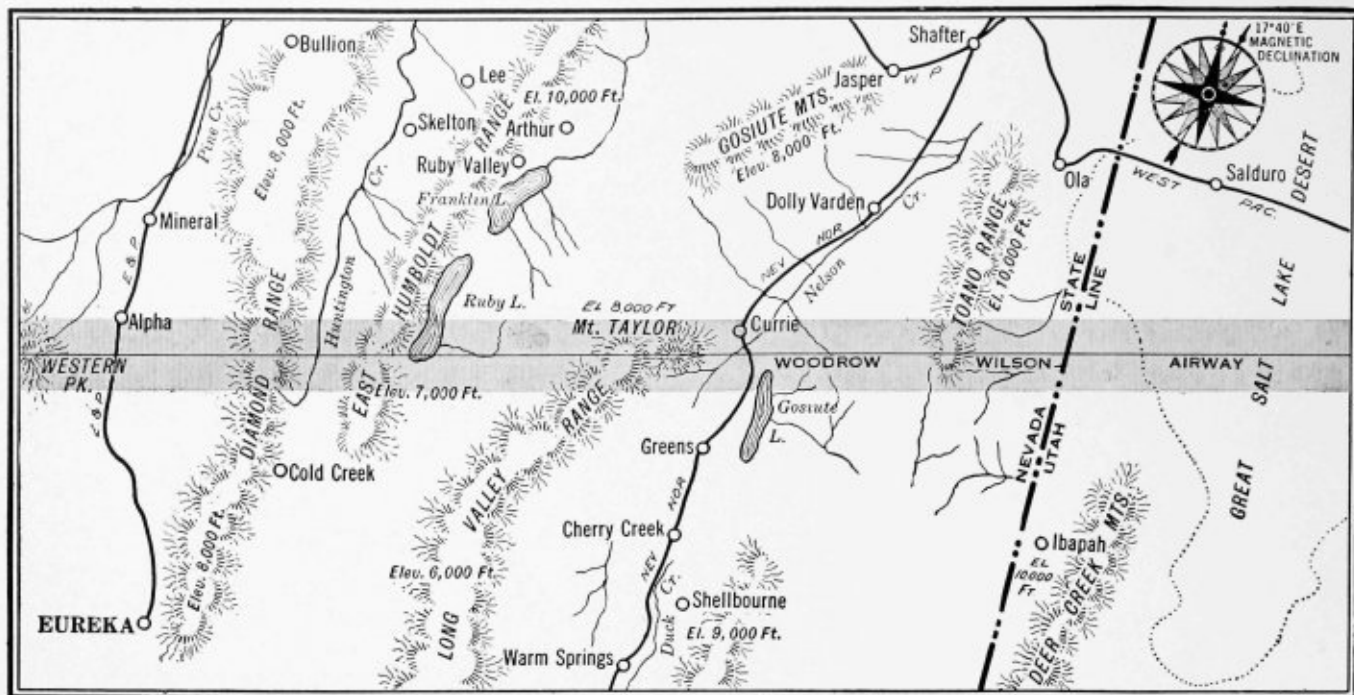 17°40'E
MAGNETIC
DECLINATION
Bullion
Shafter
Lee
Jasper
W. P.
El. 10,000 Ft.
Pine Cr.
Elev. 8,000 Ft.
Skelton
RANGE
Arthur
GOSIUTE MTS.
Elev. 8,000 Ft.
Cr.
Ruby Valley
Franklin L.
Ola
WEST PAC.
Salduro
DESERT
Mineral
Dolly Varden
Cr.
E. & P.
HUMBOLDT
NEV NOR
Nelson
TOANO RANGE
El. 10,000 Ft.
STATE LINE
LAKE
Huntington
Ruby L.
El. 8,000 FT
Mt. TAYLOR
Alpha
RANGE
Currie
WESTERN
PK.
WOODROW WILSON AIRWAY
E. & P.
DIAMOND
EAST
Elev. 7,000 Ft.
RANGE
Gosiute
L.
SALT
NEVADA
UTAH
Greens
Cold Creek
VALLEY
NOR
GREAT
Cherry Creek
Elev. 8,000 Ft.
Elev. 6,000 Ft.
NEV
Ibapah
EL
10000
FT
DEER CREEK MTS.
EUREKA
LONG
Duck Cr.
Shellbourne
El. 9,000 Ft.
Warm Springs